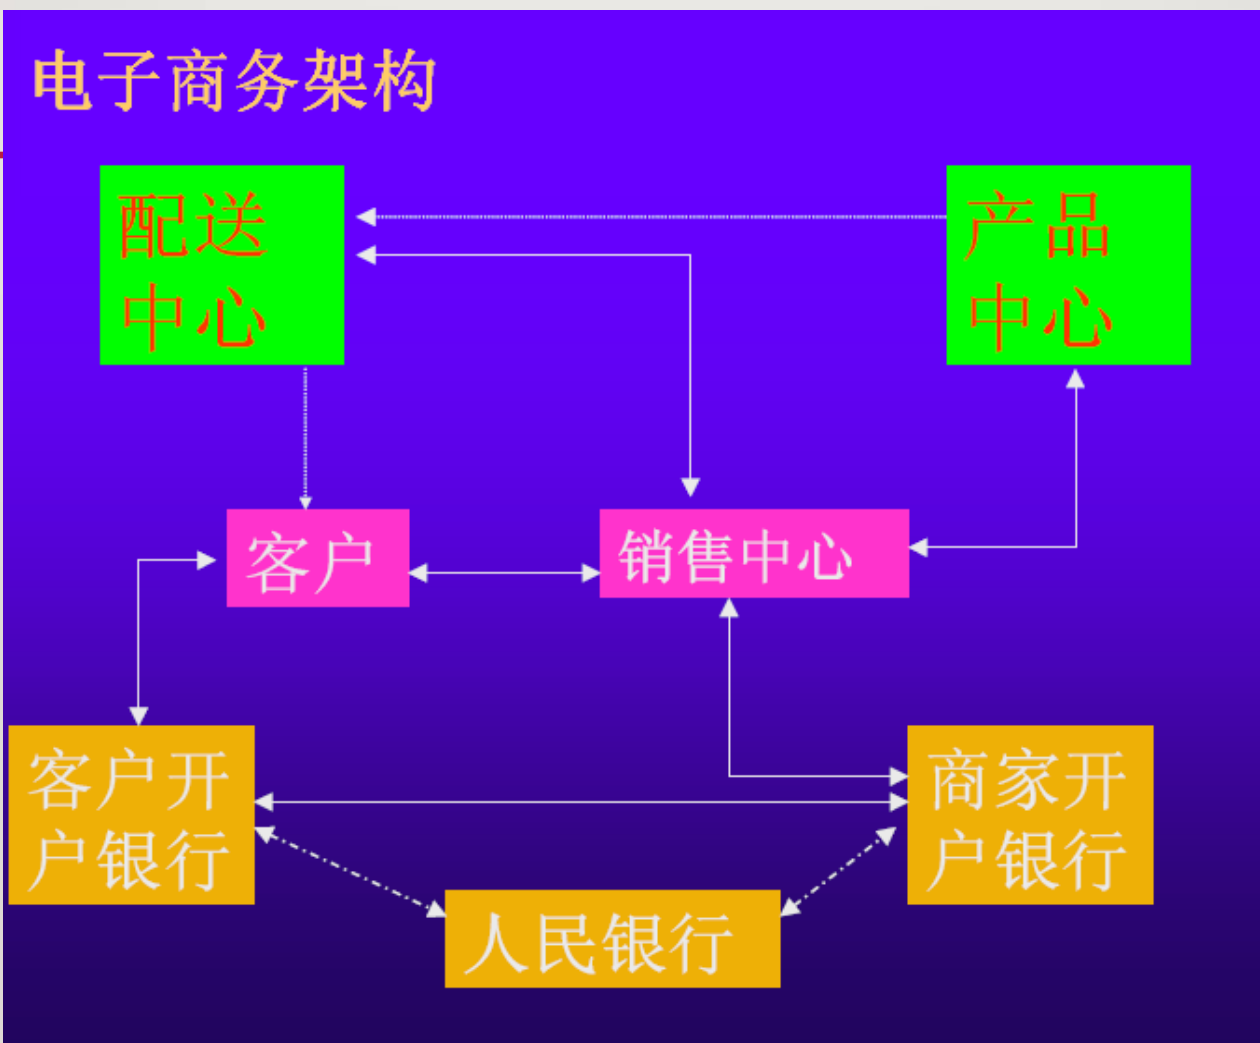 电子商务架构
配送
中心
产品
中心
客户
销售中心
客户开
户银行
商家开
户银行
人民银行